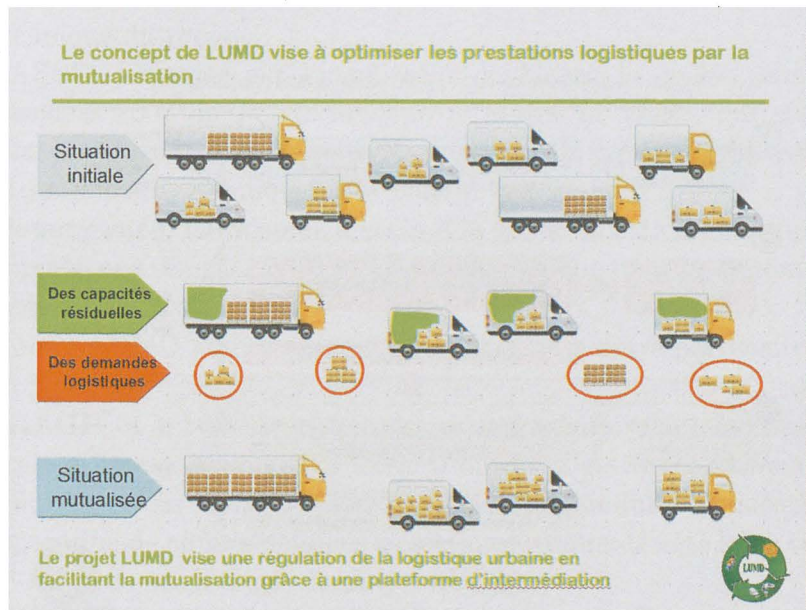 Le concept de LUMD vise à optimiser les prestations logistiques par la
mutualisation
Situation
initiale
Des capacités
résiduelles
Des demandes
logistiques
Situation
mutualisée
Le projet LUMD vise une régulation de la logistique urbaine en
facilitant la mutualisation grâce à une plateforme d'intermédiation
LUMD